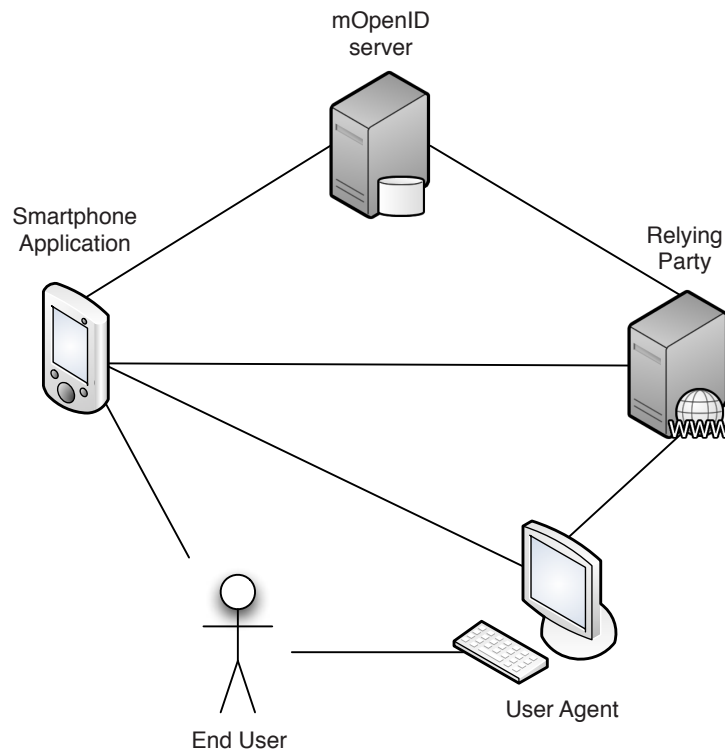 mOpenID
server
Smartphone
Application
Relying
Party
WWW
User Agent
End User